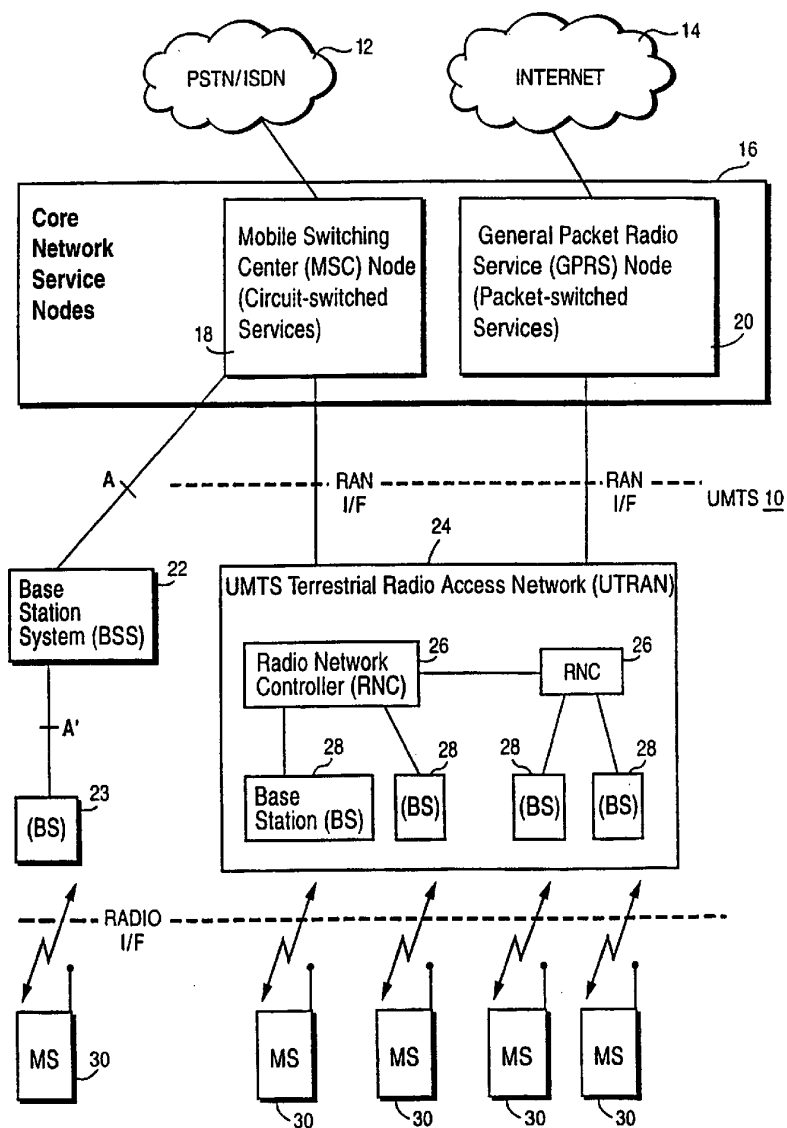 12
14
PSTN/ISDN
INTERNET
16
Core
Network
Service
Nodes
Mobile Switching
Center (MSC) Node
(Circuit-switched
Services)
18
General Packet Radio
Service (GPRS) Node
(Packet-switched
Services)
20
A
RAN
I/F
RAN
I/F
UMTS 10
22
24
Base
Station
System (BSS)
UMTS Terrestrial Radio Access Network (UTRAN)
26
Radio Network
Controller (RNC)
26
RNC
A'
23
(BS)
28
Base
Station (BS)
28
(BS)
28
(BS)
28
(BS)
RADIO
I/F
MS
30
MS
30
MS
30
MS
30
MS
30